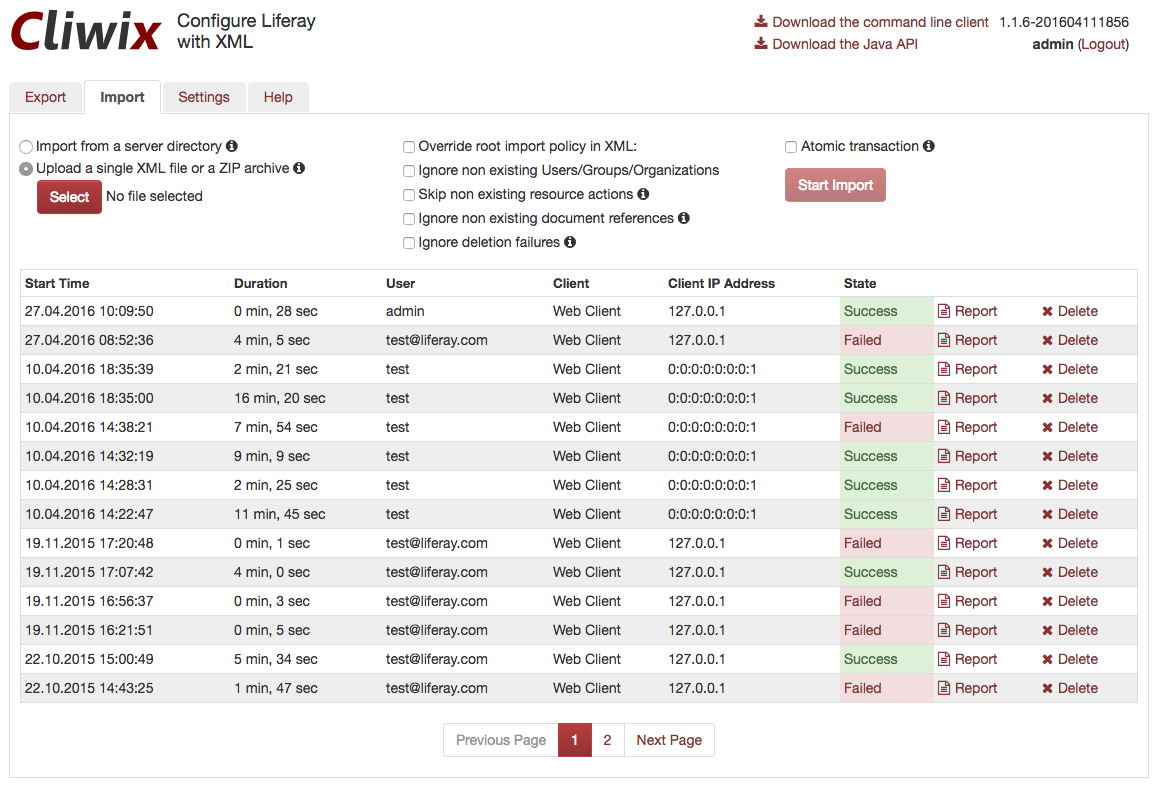 Cliwix Configure Liferay with XML
Download the command line client 1.1.6-201604111856
Download the Java API admin (Logout)
Export Import Settings Help
Import from a server directory Override root import policy in XML: Atomic transaction
Upload a single XML file or a ZIP archive Ignore non existing Users/Groups/Organizations
Select No file selected Skip non existing resource actions Start Import
Ignore non existing document references
Ignore deletion failures
Start Time Duration User Client Client IP Address State
27.04.2016 10:09:50 0 min, 28 sec admin Web Client 127.0.0.1 Success Report Delete
27.04.2016 08:52:36 4 min, 5 sec test@liferay.com Web Client 127.0.0.1 Failed Report Delete
10.04.2016 18:35:39 2 min, 21 sec test Web Client 0:0:0:0:0:0:0:1 Success Report Delete
10.04.2016 18:35:00 16 min, 20 sec test Web Client 0:0:0:0:0:0:0:1 Success Report Delete
10.04.2016 14:38:21 7 min, 54 sec test Web Client 0:0:0:0:0:0:0:1 Failed Report Delete
10.04.2016 14:32:19 9 min, 9 sec test Web Client 0:0:0:0:0:0:0:1 Success Report Delete
10.04.2016 14:28:31 2 min, 25 sec test Web Client 0:0:0:0:0:0:0:1 Success Report Delete
10.04.2016 14:22:47 11 min, 45 sec test Web Client 0:0:0:0:0:0:0:1 Success Report Delete
19.11.2015 17:20:48 0 min, 1 sec test@liferay.com Web Client 127.0.0.1 Failed Report Delete
19.11.2015 17:07:42 4 min, 0 sec test@liferay.com Web Client 127.0.0.1 Success Report Delete
19.11.2015 16:56:37 0 min, 3 sec test@liferay.com Web Client 127.0.0.1 Failed Report Delete
19.11.2015 16:21:51 0 min, 5 sec test@liferay.com Web Client 127.0.0.1 Failed Report Delete
22.10.2015 15:00:49 5 min, 34 sec test@liferay.com Web Client 127.0.0.1 Success Report Delete
22.10.2015 14:43:25 1 min, 47 sec test@liferay.com Web Client 127.0.0.1 Failed Report Delete
Previous Page 1 2 Next Page